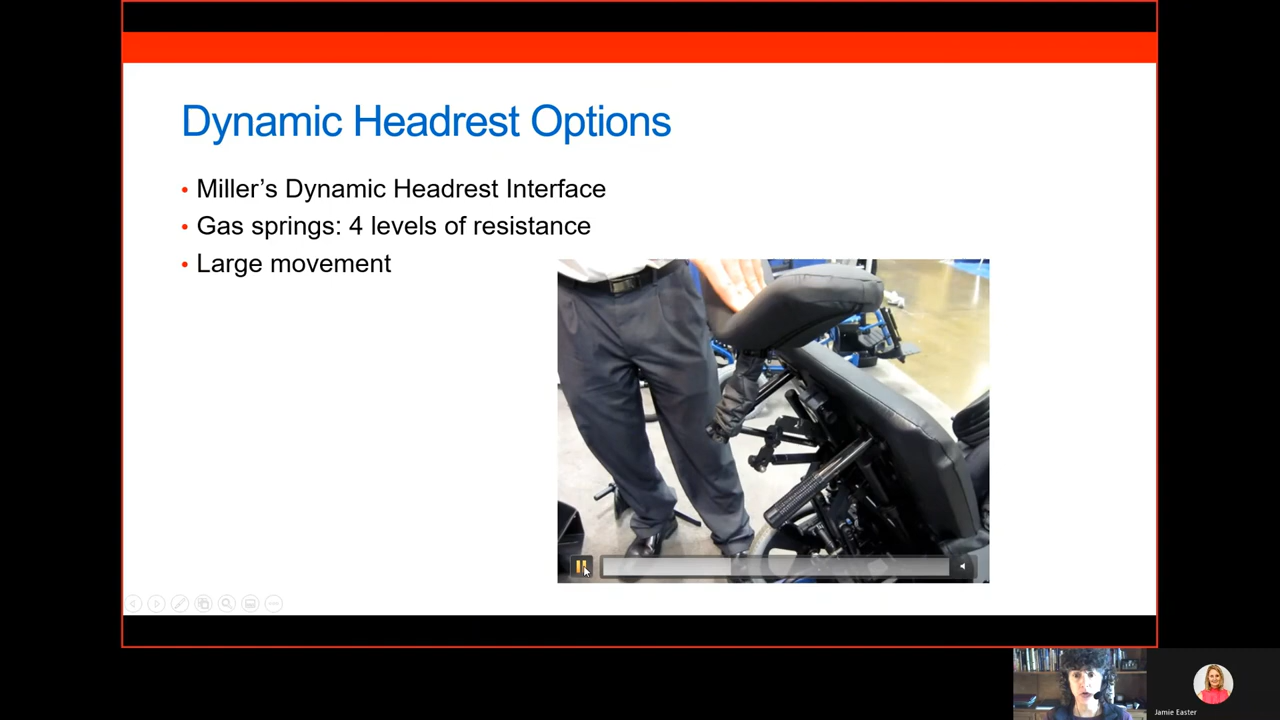 Dynamic Headrest Options
• Miller’s Dynamic Headrest Interface
• Gas springs: 4 levels of resistance
• Large movement
Jamie Easter